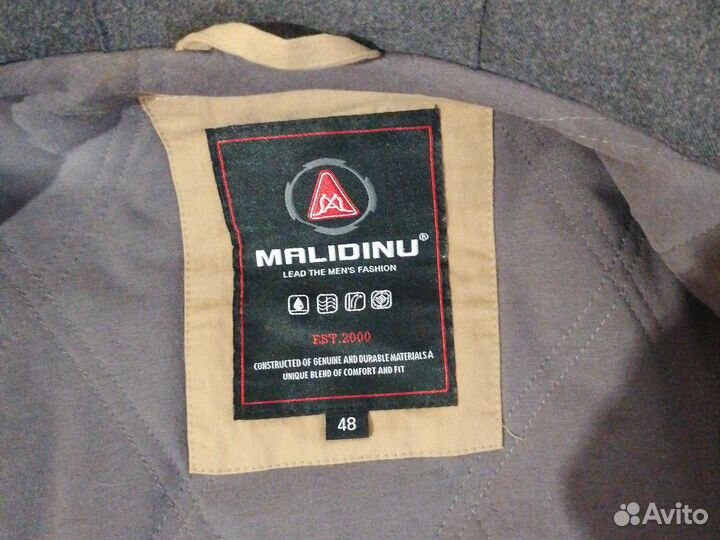 MALIDINU®
LEAD THE MEN'S FASHION
EST.2000
CONSTRUCTED OF GENUINE AND DURABLE MATERIALS A
UNIQUE BLEND OF COMFORT AND FIT
48
Avito